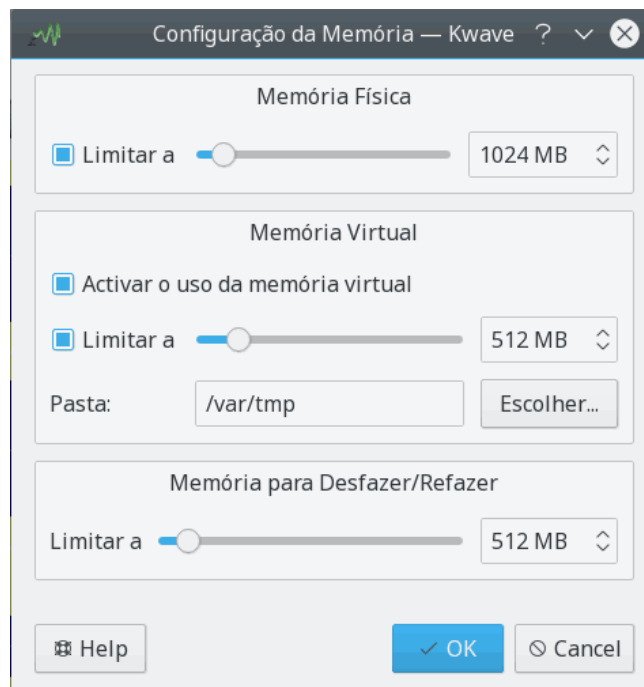 Configuração da Memória — Kwave
Memória Física
Limitar a 1024 MB
Memória Virtual
Activar o uso da memória virtual
Limitar a 512 MB
Pasta: /var/tmp Escolher...
Memória para Desfazer/Refazer
Limitar a 512 MB
Help OK Cancel